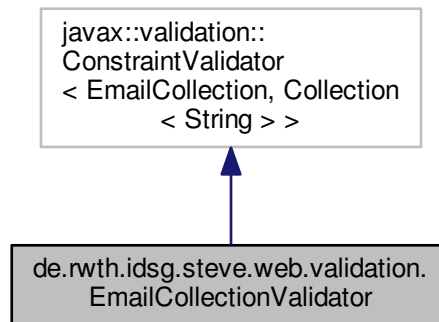 javax::validation::
ConstraintValidator
< EmailCollection, Collection
< String > >
de.rwth.idsg.steve.web.validation.
EmailCollectionValidator